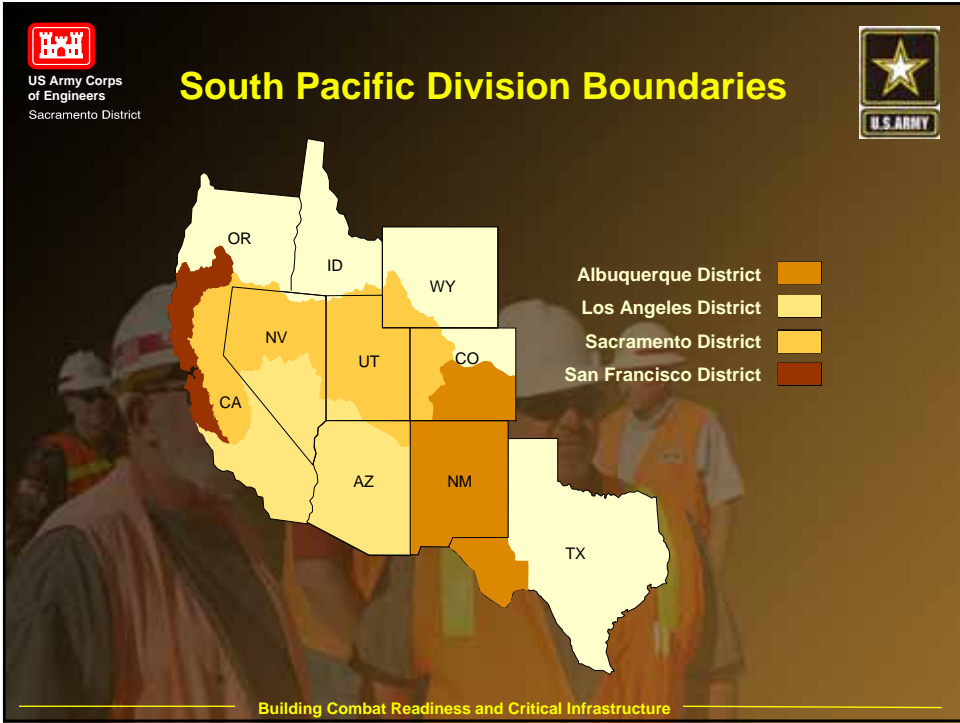 US Army Corps
of Engineers
Sacramento District
South Pacific Division Boundaries
U.S.ARMY
OR
ID
WY
NV
UT
CO
CA
AZ
NM
TX
Albuquerque District
Los Angeles District
Sacramento District
San Francisco District
Building Combat Readiness and Critical Infrastructure